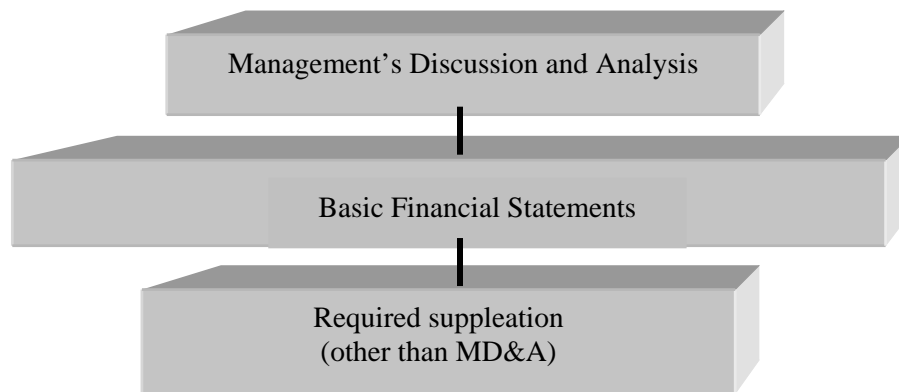 Management’s Discussion and Analysis
Basic Financial Statements
Required suppleation
(other than MD&A)